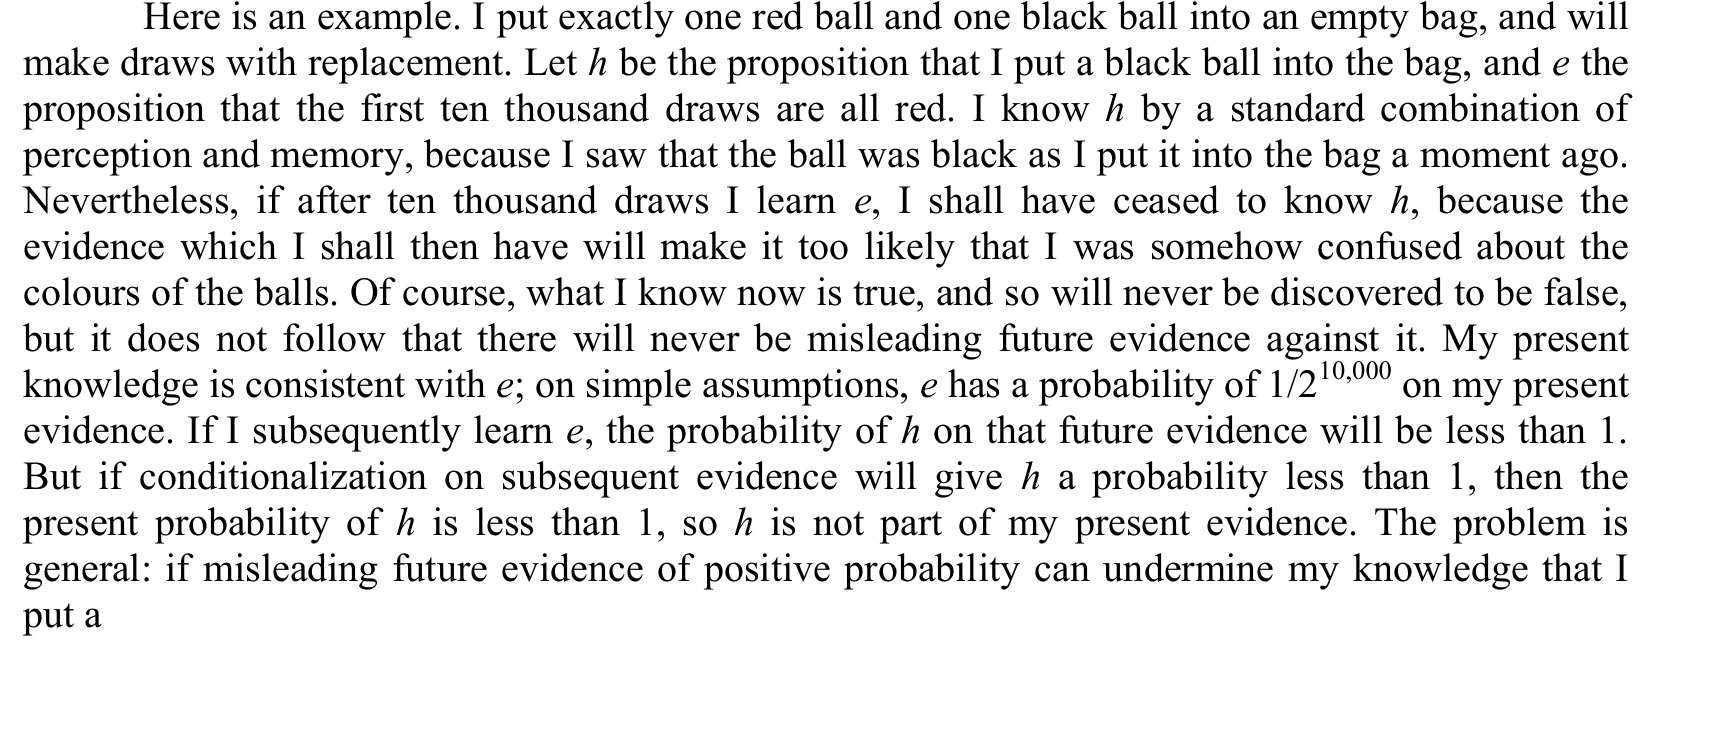 Here is an example. I put exactly one red ball and one black ball into an empty bag, and will
make draws with replacement. Let h be the proposition that I put a black ball into the bag, and e the
proposition that the first ten thousand draws are all red. I know h by a standard combination of
perception and memory, because I saw that the ball was black as I put it into the bag a moment ago.
Nevertheless, if after ten thousand draws I learn e, I shall have ceased to know h, because the
evidence which I shall then have will make it too likely that I was somehow confused about the
colours of the balls. Of course, what I know now is true, and so will never be discovered to be false,
but it does not follow that there will never be misleading future evidence against it. My present
knowledge is consistent with e; on simple assumptions, e has a probability of 1/2^10,000 on my present
evidence. If I subsequently learn e, the probability of h on that future evidence will be less than 1.
But if conditionalization on subsequent evidence will give h a probability less than 1, then the
present probability of h is less than 1, so h is not part of my present evidence. The problem is
general: if misleading future evidence of positive probability can undermine my knowledge that I
put a